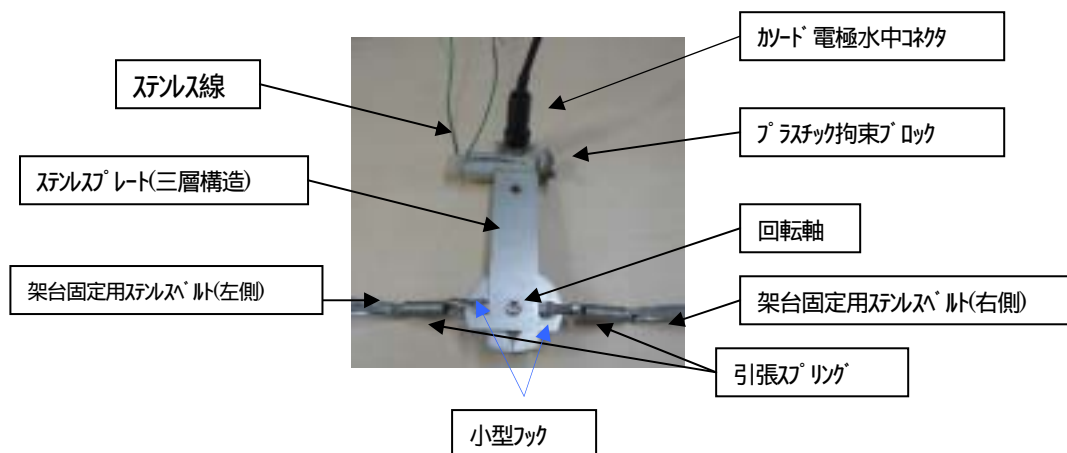 ｶｿｰﾄﾞ電極水中ｺﾈｸﾀ
ｽﾃﾝﾚｽ線
ﾌﾟﾗｽﾁｯｸ拘束ﾌﾞﾛｯｸ
ｽﾃﾝﾚｽﾌﾟﾚｰﾄ(三層構造)
回転軸
架台固定用ｽﾃﾝﾚｽﾍﾞﾙﾄ(左側)
架台固定用ｽﾃﾝﾚｽﾍﾞﾙﾄ(右側)
引張ｽﾌﾟﾘﾝｸﾞ
小型ﾌｯｸ